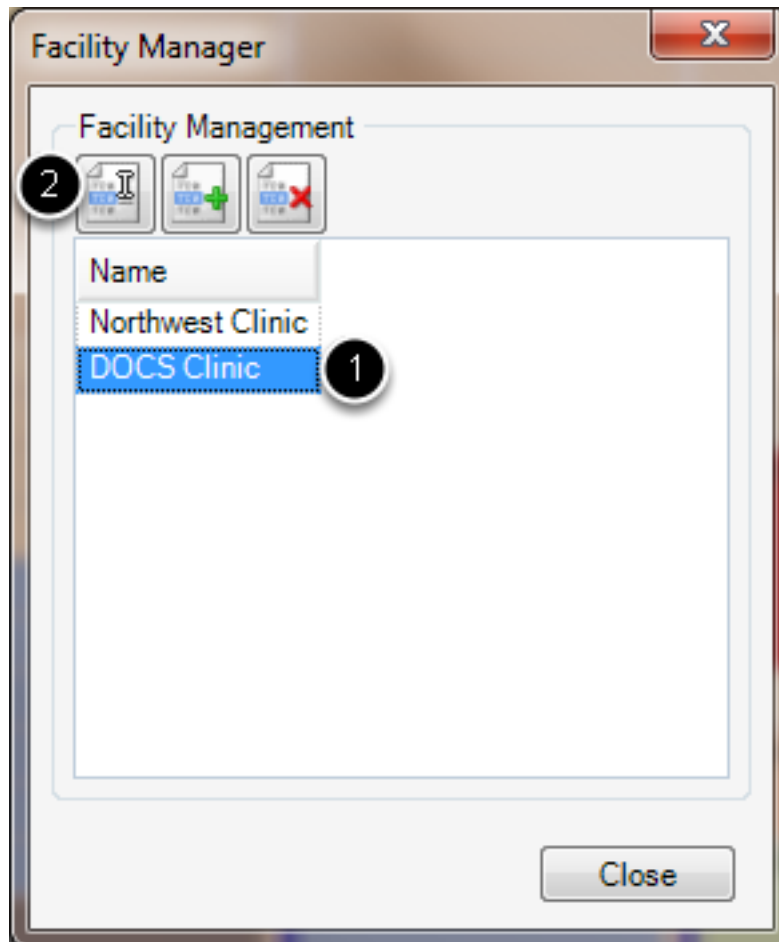 Facility Manager
Facility Management
2
Name
Northwest Clinic
DOCS Clinic
1
Close